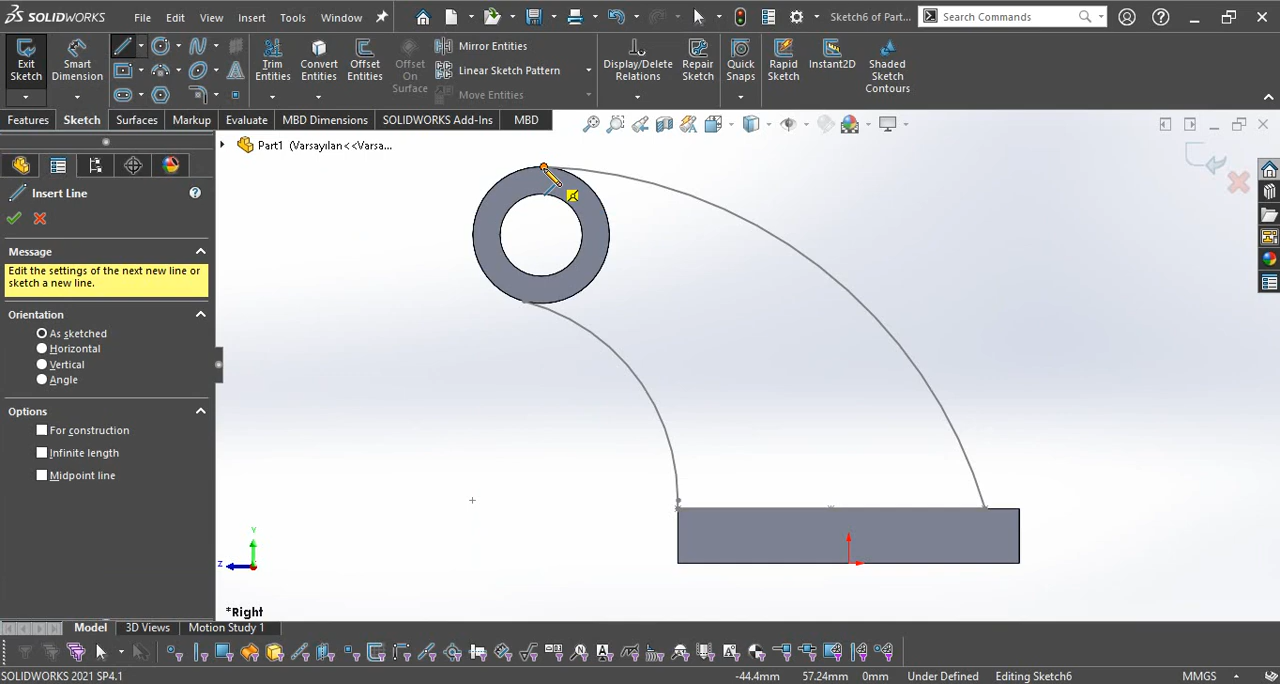 SOLIDWORKS File Edit View Insert Tools Window Sketch6 of Part... Search Commands
Exit Sketch
Smart Dimension
Trim Entities
Convert Entities
Offset Entities
Offset On Surface
Mirror Entities
Linear Sketch Pattern
Move Entities
Display/Delete Relations
Repair Sketch
Quick Snaps
Rapid Sketch
Instant2D
Shaded Sketch Contours
Features Sketch Surfaces Markup Evaluate MBD Dimensions SOLIDWORKS Add-Ins MBD
Part1 (Varsayılan<<Varsa...
Insert Line
Message
Edit the settings of the next new line or
sketch a new line.
Orientation
As sketched
Horizontal
Vertical
Angle
Options
For construction
Infinite length
Midpoint line
Y
Z
*Right
Model 3D Views Motion Study 1
SOLIDWORKS 2021 SP4.1 -44.4mm 57.24mm 0mm Under Defined Editing Sketch6 MMGS